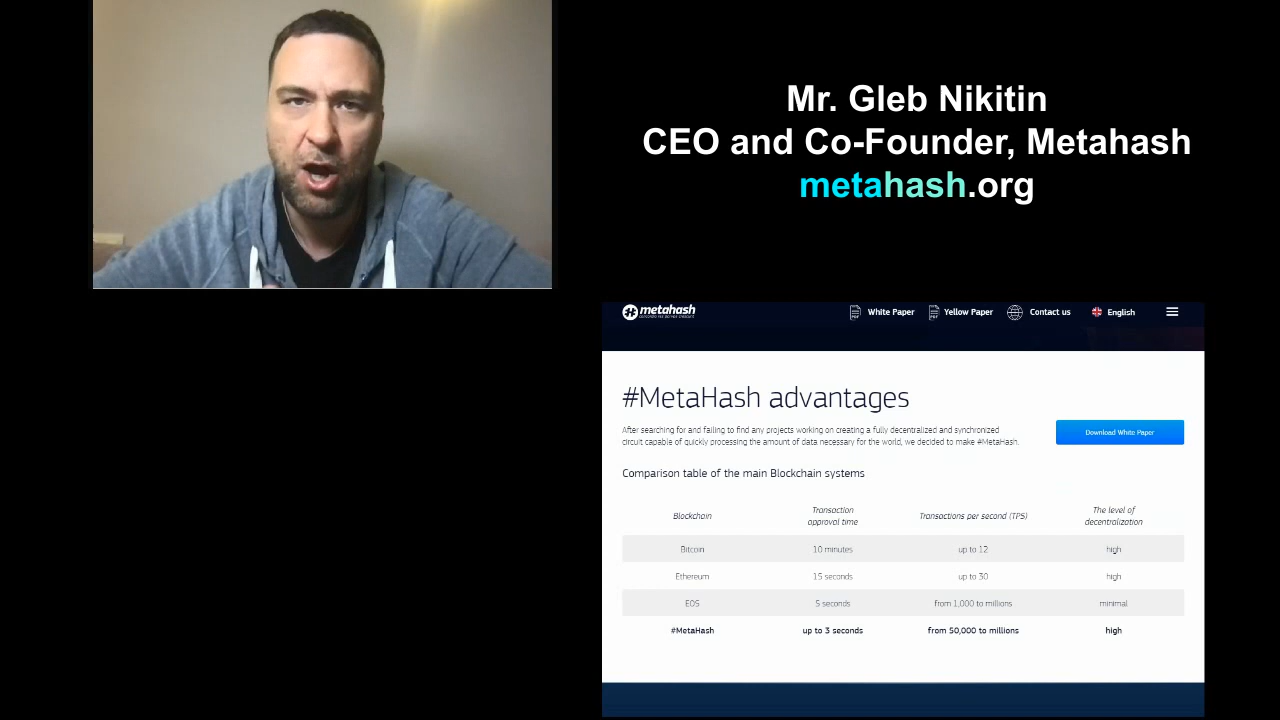 Mr. Gleb Nikitin
CEO and Co-Founder, Metahash
metahash.org
metahash
White Paper
Yellow Paper
Contact us
English
#MetaHash advantages
After searching for and failing to find any projects working on creating a fully decentralized and synchronized
circuit capable of quickly processing the amount of data necessary for the world, we decided to make #MetaHash.
Download White Paper
Comparison table of the main Blockchain systems
Blockchain
Transaction
approval time
Transactions per second (TPS)
The level of
decentralization
Bitcoin 10 minutes up to 12 high
Ethereum 15 seconds up to 30 high
EOS 5 seconds from 1,000 to millions minimal
#MetaHash up to 3 seconds from 50,000 to millions high